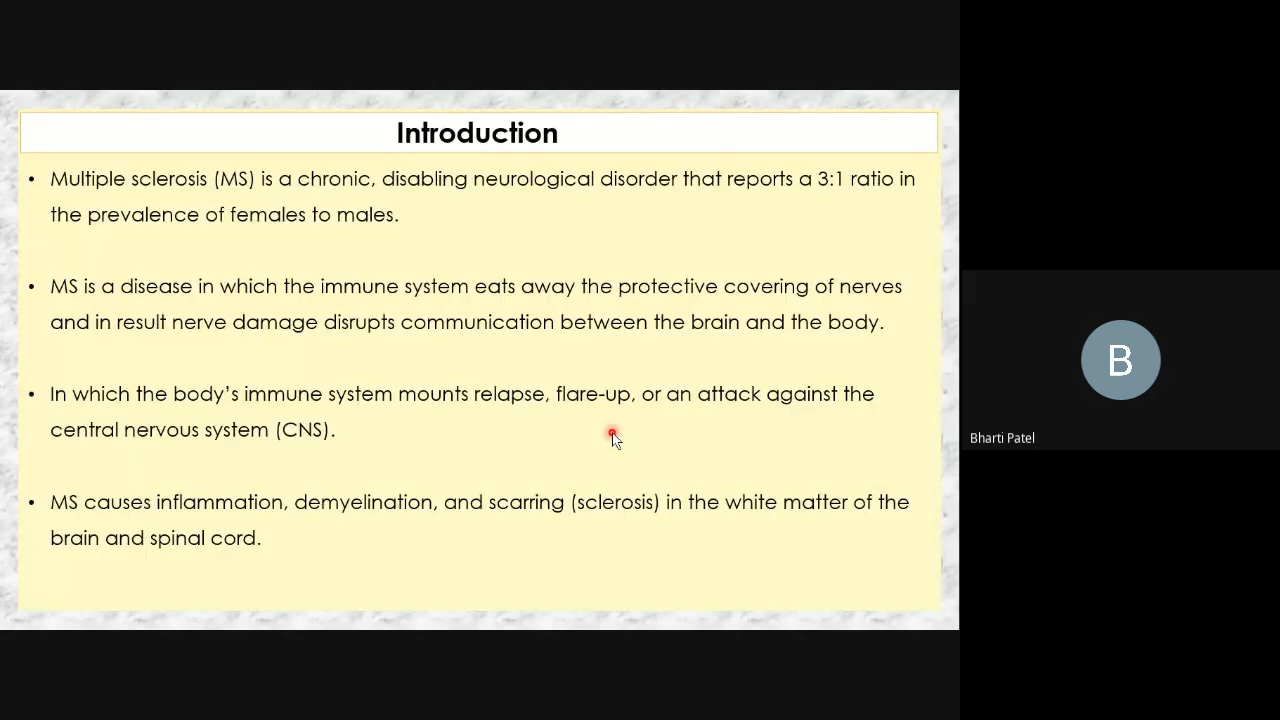 Introduction
• Multiple sclerosis (MS) is a chronic, disabling neurological disorder that reports a 3:1 ratio in
the prevalence of females to males.
• MS is a disease in which the immune system eats away the protective covering of nerves
and in result nerve damage disrupts communication between the brain and the body.
• In which the body’s immune system mounts relapse, flare-up, or an attack against the
central nervous system (CNS).
• MS causes inflammation, demyelination, and scarring (sclerosis) in the white matter of the
brain and spinal cord.
B
Bharti Patel